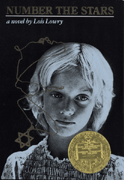 NUMBER THE STARS
a novel by Lois Lowry